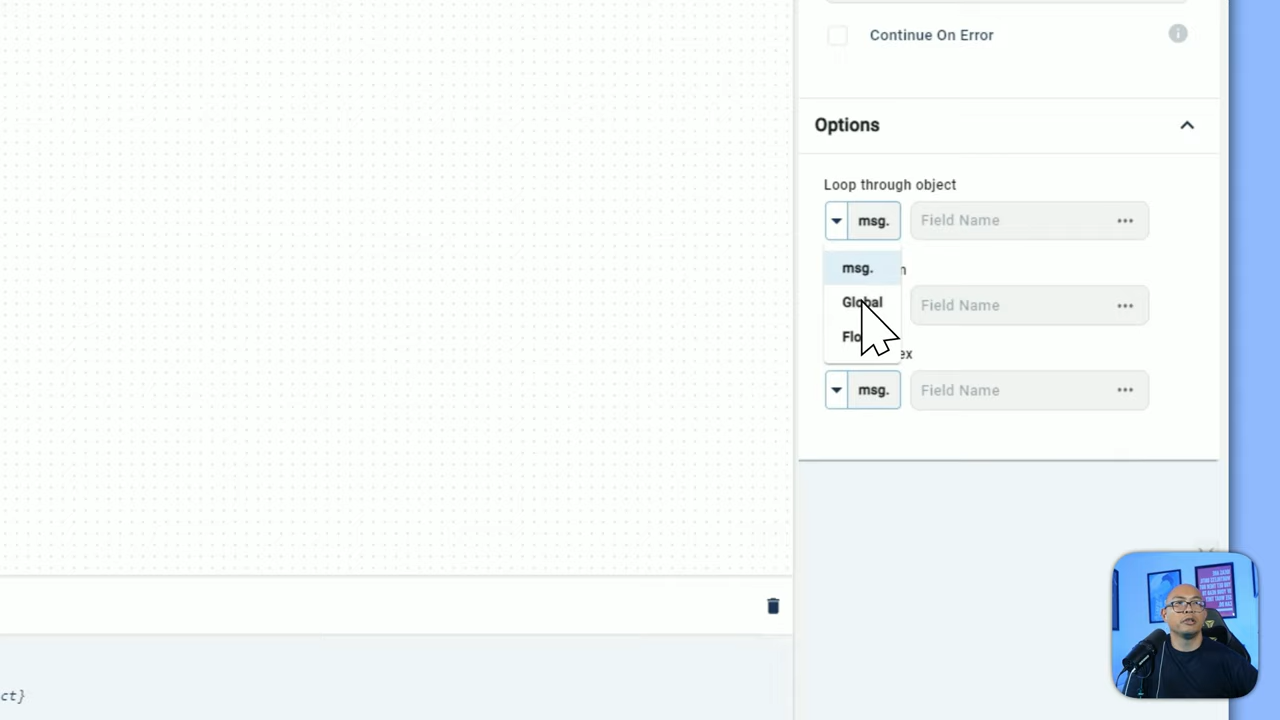 Continue On Error
Options
Loop through object
msg.
Field Name
msg.
Global
Field Name
msg.
Field Name
ct}